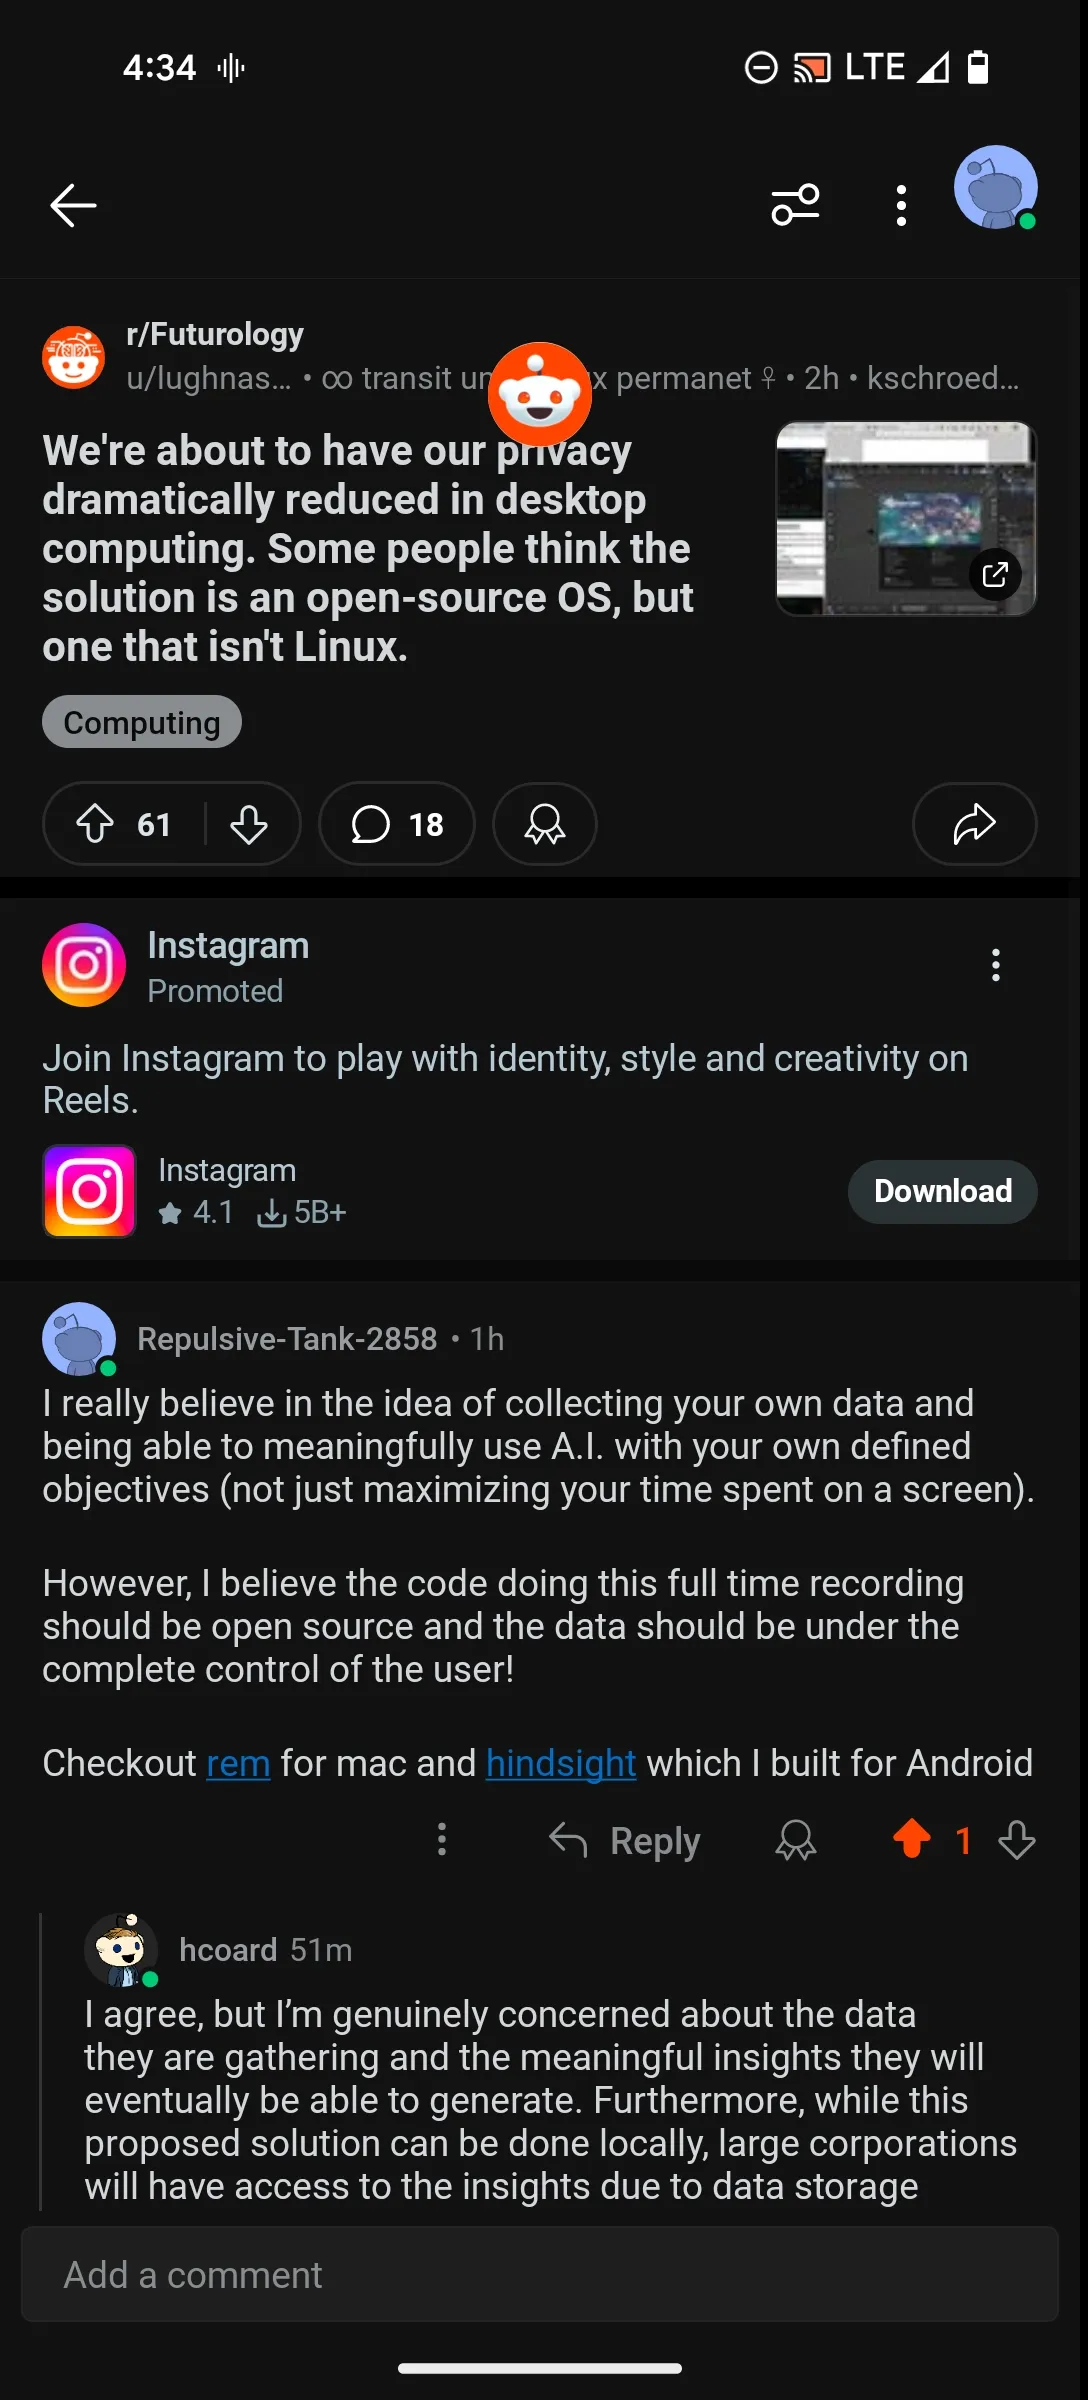 4:34 LTE
r/Futurology
u/lughnas... • ∞ transit x permanet ♀ • 2h • kschroed...
We're about to have our privacy
dramatically reduced in desktop
computing. Some people think the
solution is an open-source OS, but
one that isn't Linux.
Computing
61 18
Instagram
Promoted
Join Instagram to play with identity, style and creativity on
Reels.
Instagram
4.1 5B+
Download
Repulsive-Tank-2858 • 1h
I really believe in the idea of collecting your own data and
being able to meaningfully use A.I. with your own defined
objectives (not just maximizing your time spent on a screen).
However, I believe the code doing this full time recording
should be open source and the data should be under the
complete control of the user!
Checkout rem for mac and hindsight which I built for Android
Reply 1
hcoard 51m
I agree, but I’m genuinely concerned about the data
they are gathering and the meaningful insights they will
eventually be able to generate. Furthermore, while this
proposed solution can be done locally, large corporations
will have access to the insights due to data storage
Add a comment